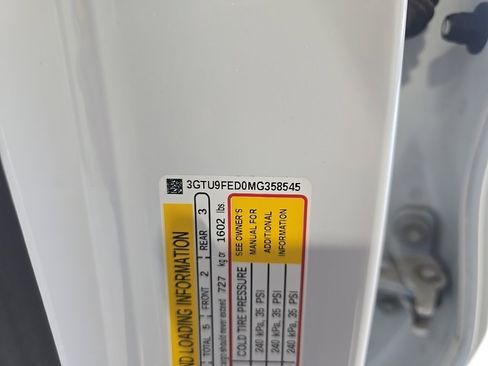 3GTU9FED0MG358545
ND LOADING INFORMATION
TOTAL 5 FRONT 2 REAR 3
cargo should never exceed 727 kg or 1602 lbs.
SEE OWNER'S
MANUAL FOR
ADDITIONAL
INFORMATION
COLD TIRE PRESSURE
240 kPa, 35 PSI
240 kPa, 35 PSI
240 kPa, 35 PSI